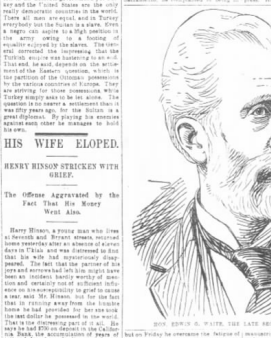 key and the United States are the only
really democratic countries in the world.
There all men are equal, and in Turkey
everybody but the Sultan is a slave. Even
a negro can aspire to a high position in
the army owing to a footing of
equality enjoyed by the slaves. The
eral corrected the impression that the
Turkish empire was hastening to an end.
That end, he said, depends on the settle-
ment of the Eastern question, which is
the partition of the Ottoman possessions
by the various countries of Europe. They
are striving for those possessions, while
Turkey simply asks to be let alone. The
question is no nearer a settlement than it
was fifty years ago, for the Sultan is a
great diplomat. By playing his enemies
against each other he manages to hold
his own.
HIS WIFE ELOPED.
HENRY HINSON STRICKEN WITH
GRIEF.
The Offense Aggravated by the
Fact That His Money
Went Also.
Harry Hinson, a young man who lives
at Seventh and Bryant streets, returned
home yesterday after an absence of eleven
days in Ukiah and was distressed to find
that his wife had mysteriously disap-
peared. The fact that the partner of his
joys and sorrows had left him might have
been an incident hardly worthy of men-
tion and certainly not of sufficient influ-
ence on his susceptibility to grief to cause
a tear, said Mr. Hinson, but for the fact
that in running away from the humble
home he had provided for her she took
the last dollar he possessed in the world.
That is the distressing part of it all. He
says he had $700 on deposit in the Califor-
nia Bank, the accumulation of years of
HON. EDWIN G. WAITE, THE LATE
but on Friday he overcame the fatigue of